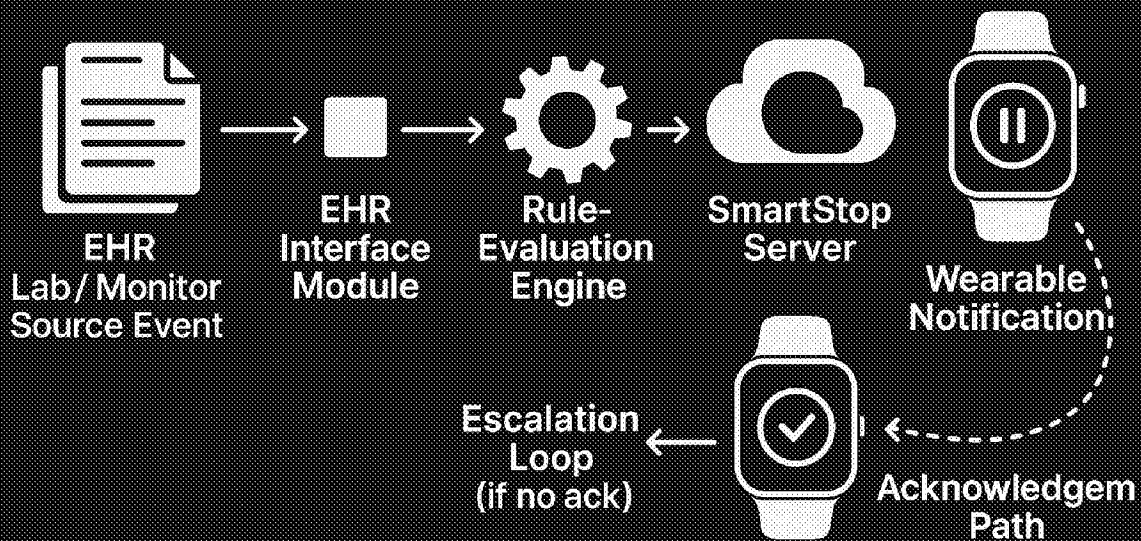 EHR
Lab/Monitor
Source Event
EHR
Interface
Module
Rule-
Evaluation
Engine
SmartStop
Server
Wearable
Notification
Escalation
Loop
(if no ack)
Acknowledgem
Path